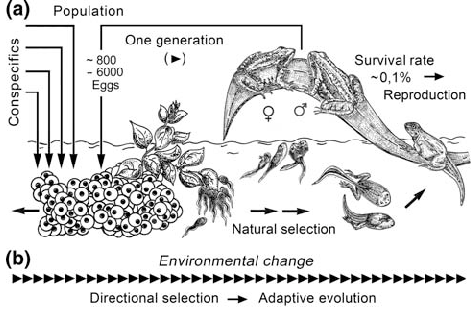 (a)
Population
Conspecifics
One generation
(►)
~ 800
– 6000
Eggs
Survival rate
~0,1% →
Reproduction
♀ ♂
Natural selection
(b)
Environmental change
Directional selection → Adaptive evolution